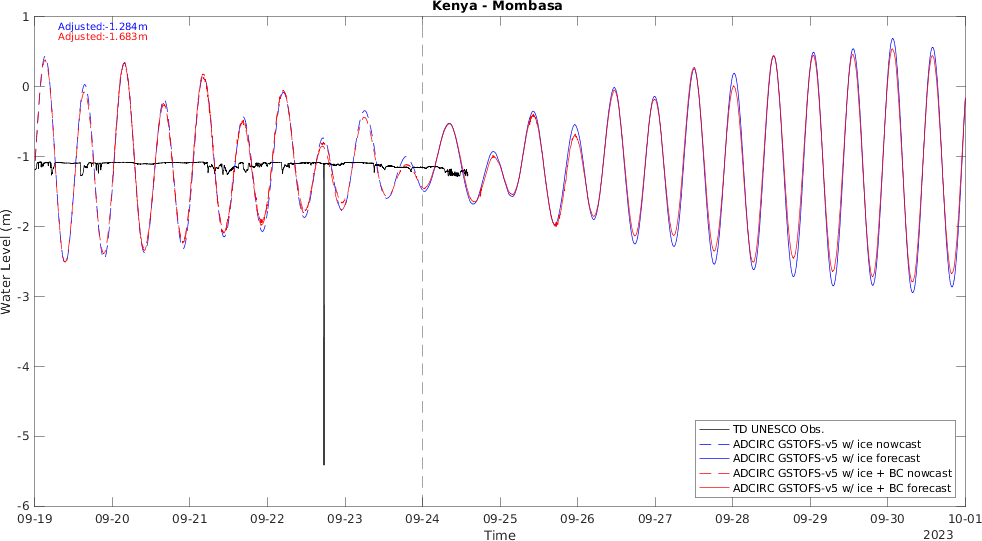 Kenya - Mombasa
Adjusted:-1.284m
Adjusted:-1.683m
Water Level (m)
1
0
-1
-2
-3
-4
-5
-6
TD UNESCO Obs.
ADCIRC GSTOFS-v5 w/ ice nowcast
ADCIRC GSTOFS-v5 w/ ice forecast
ADCIRC GSTOFS-v5 w/ ice + BC nowcast
ADCIRC GSTOFS-v5 w/ ice + BC forecast
09-19 09-20 09-21 09-22 09-23 09-24 09-25 09-26 09-27 09-28 09-29 09-30 10-01
Time
2023